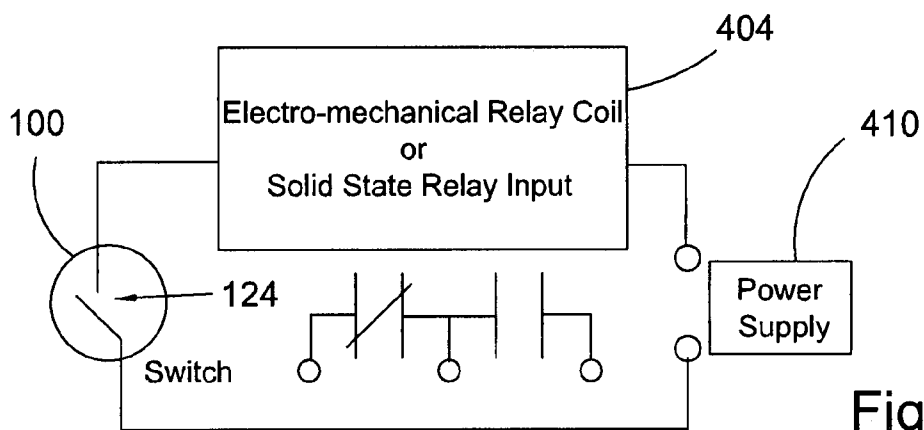 404
Electro-mechanical Relay Coil
or
Solid State Relay Input
100
410
124
Power
Supply
Switch
Fig